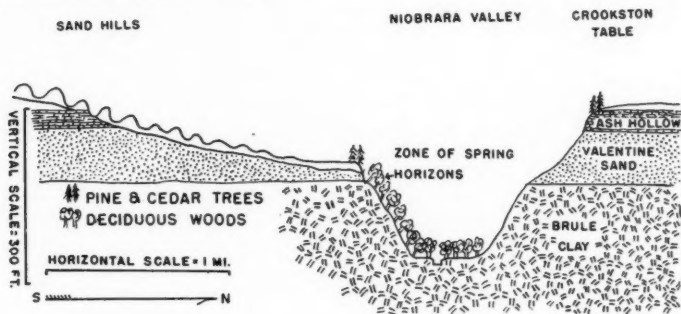 SAND HILLS
NIOBRARA VALLEY
CROOKSTON
TABLE
ASH HOLLOW
VALENTINE
SAND
ZONE OF SPRING
HORIZONS
PINE & CEDAR TREES
DECIDUOUS WOODS
BRULE
CLAY
VERTICAL SCALE=300 FT.
HORIZONTAL SCALE=1 MI.
S N